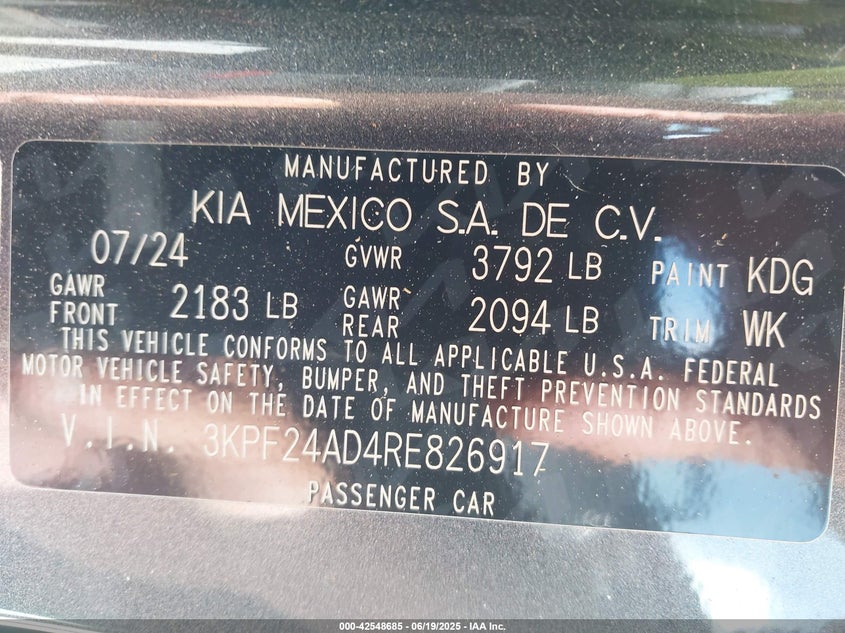 MANUFACTURED BY
KIA MEXICO S.A. DE C.V.
07/24 GVWR 3792 LB PAINT KDG
GAWR FRONT 2183 LB GAWR REAR 2094 LB TRIM WK
THIS VEHICLE CONFORMS TO ALL APPLICABLE U.S.A. FEDERAL
MOTOR VEHICLE SAFETY, BUMPER, AND THEFT PREVENTION STANDARDS
IN EFFECT ON THE DATE OF MANUFACTURE SHOWN ABOVE.
V.I.N. 3KPF24AD4RE826917
PASSENGER CAR
000-42548685 - 06/19/2025 - IAA Inc.